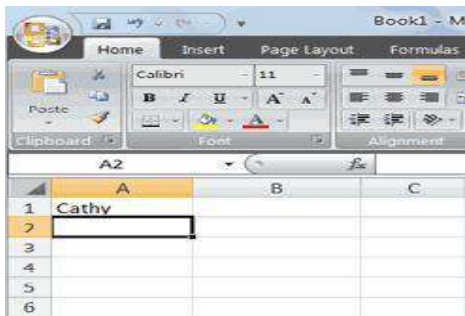 Book1 - M
Home Insert Page Layout Formulas
Calibri 11
Paste B I U A A
A
Clipboard Font Alignment
A2 fx
A B C
1 Cathy
2
3
4
5
6